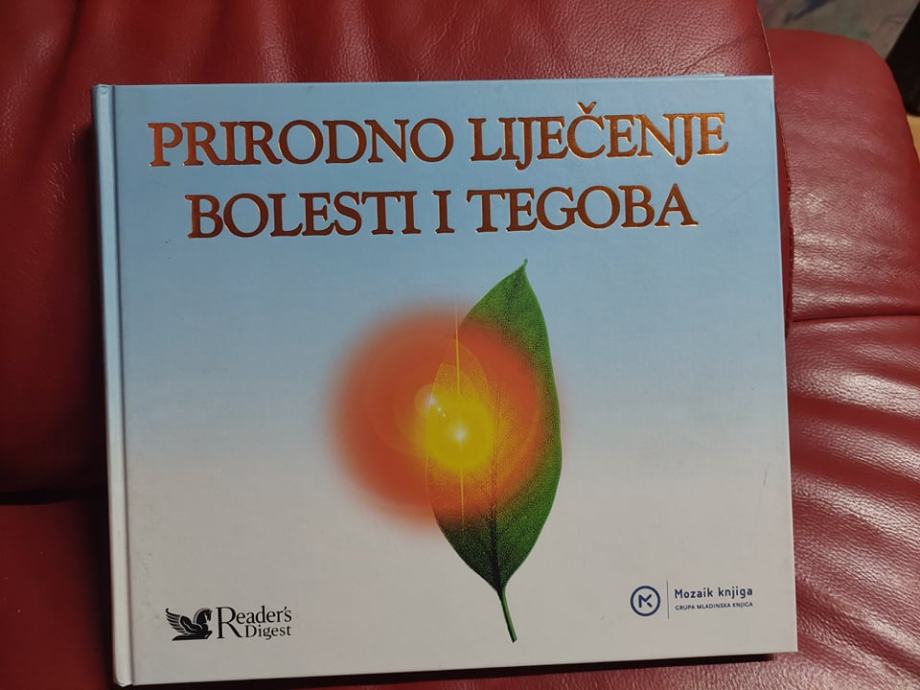 PRIRODNO LIJEČENJE
BOLESTI I TEGOBA
Reader's
Digest
Mozaik knjiga
GRUPA MLADINSKA KNJIGA